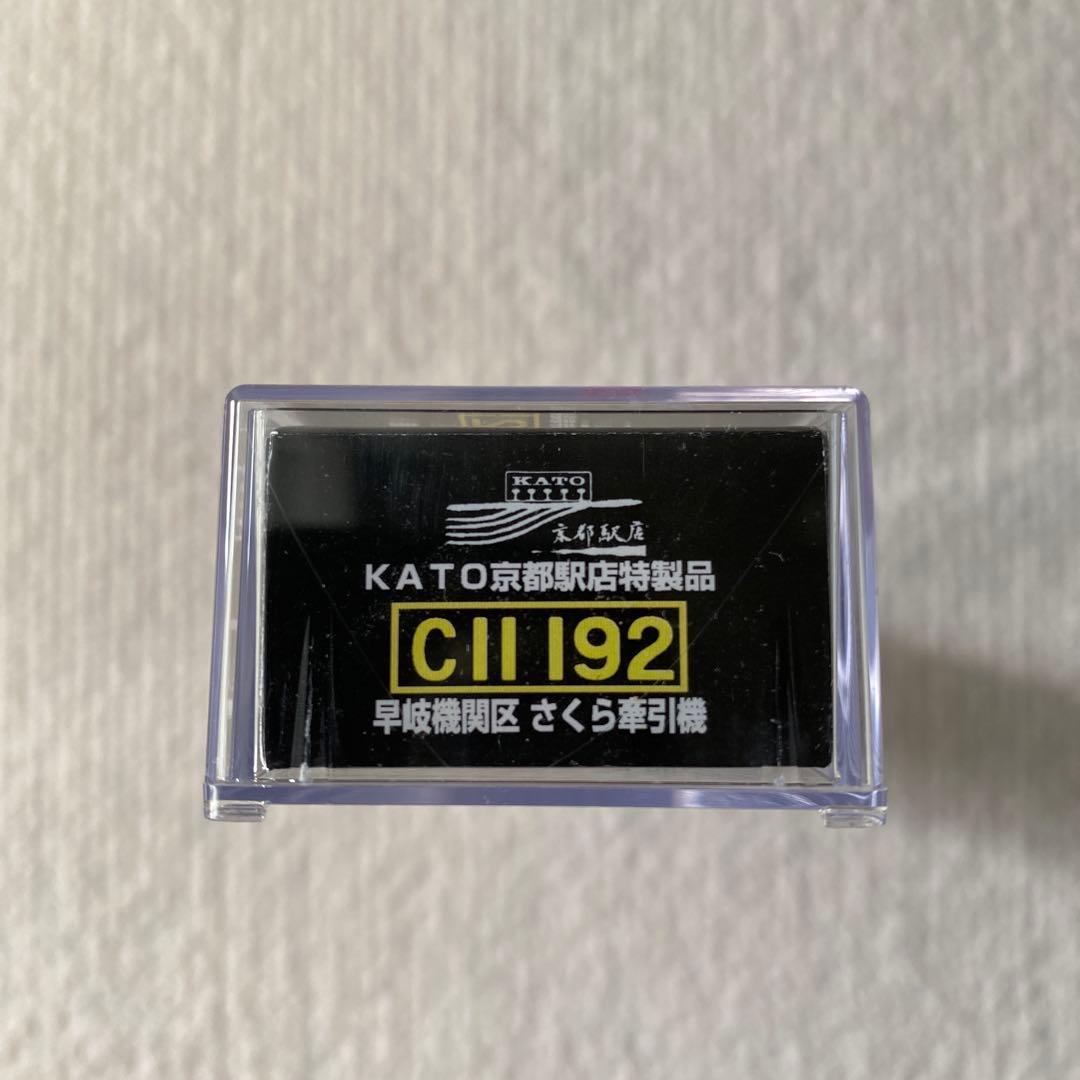 KATO
京都駅店
KATO京都駅店特製品
C11 192
早岐機関区 さくら牽引機